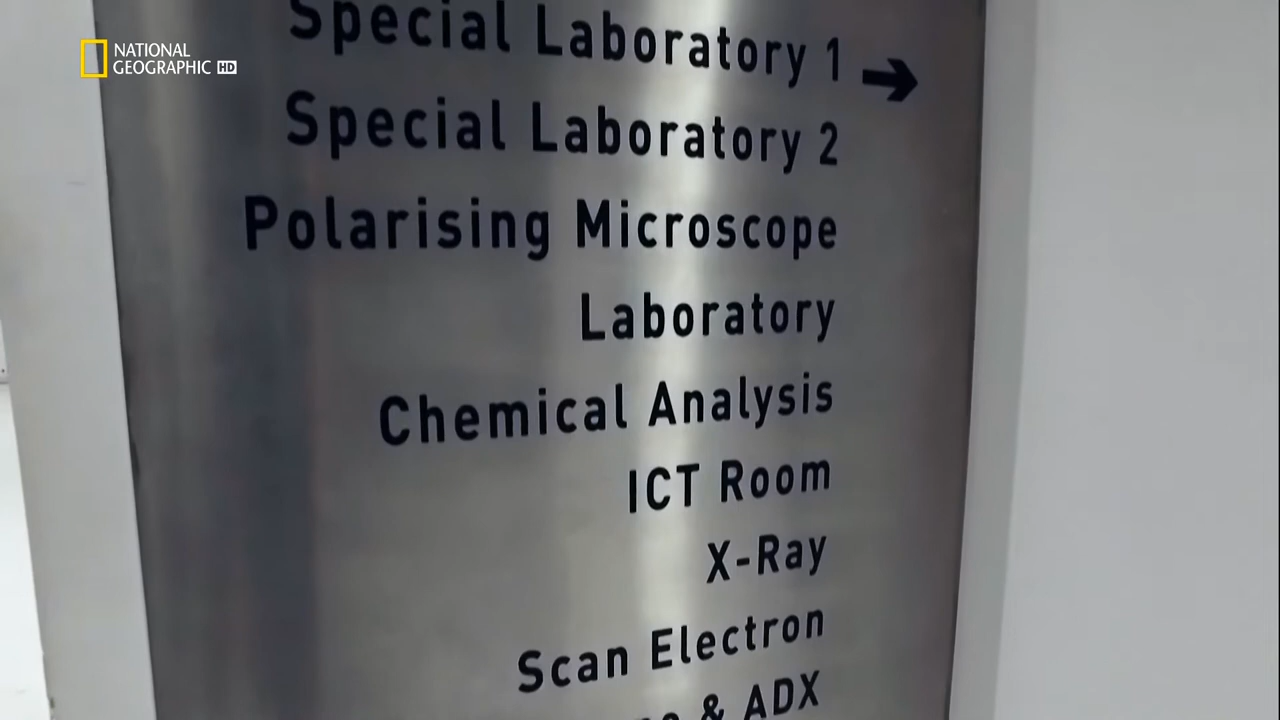 NATIONAL
GEOGRAPHIC HD
Special Laboratory 1
Special Laboratory 2
Polarising Microscope
Laboratory
Chemical Analysis
ICT Room
X-Ray
Scan Electron
& ADX